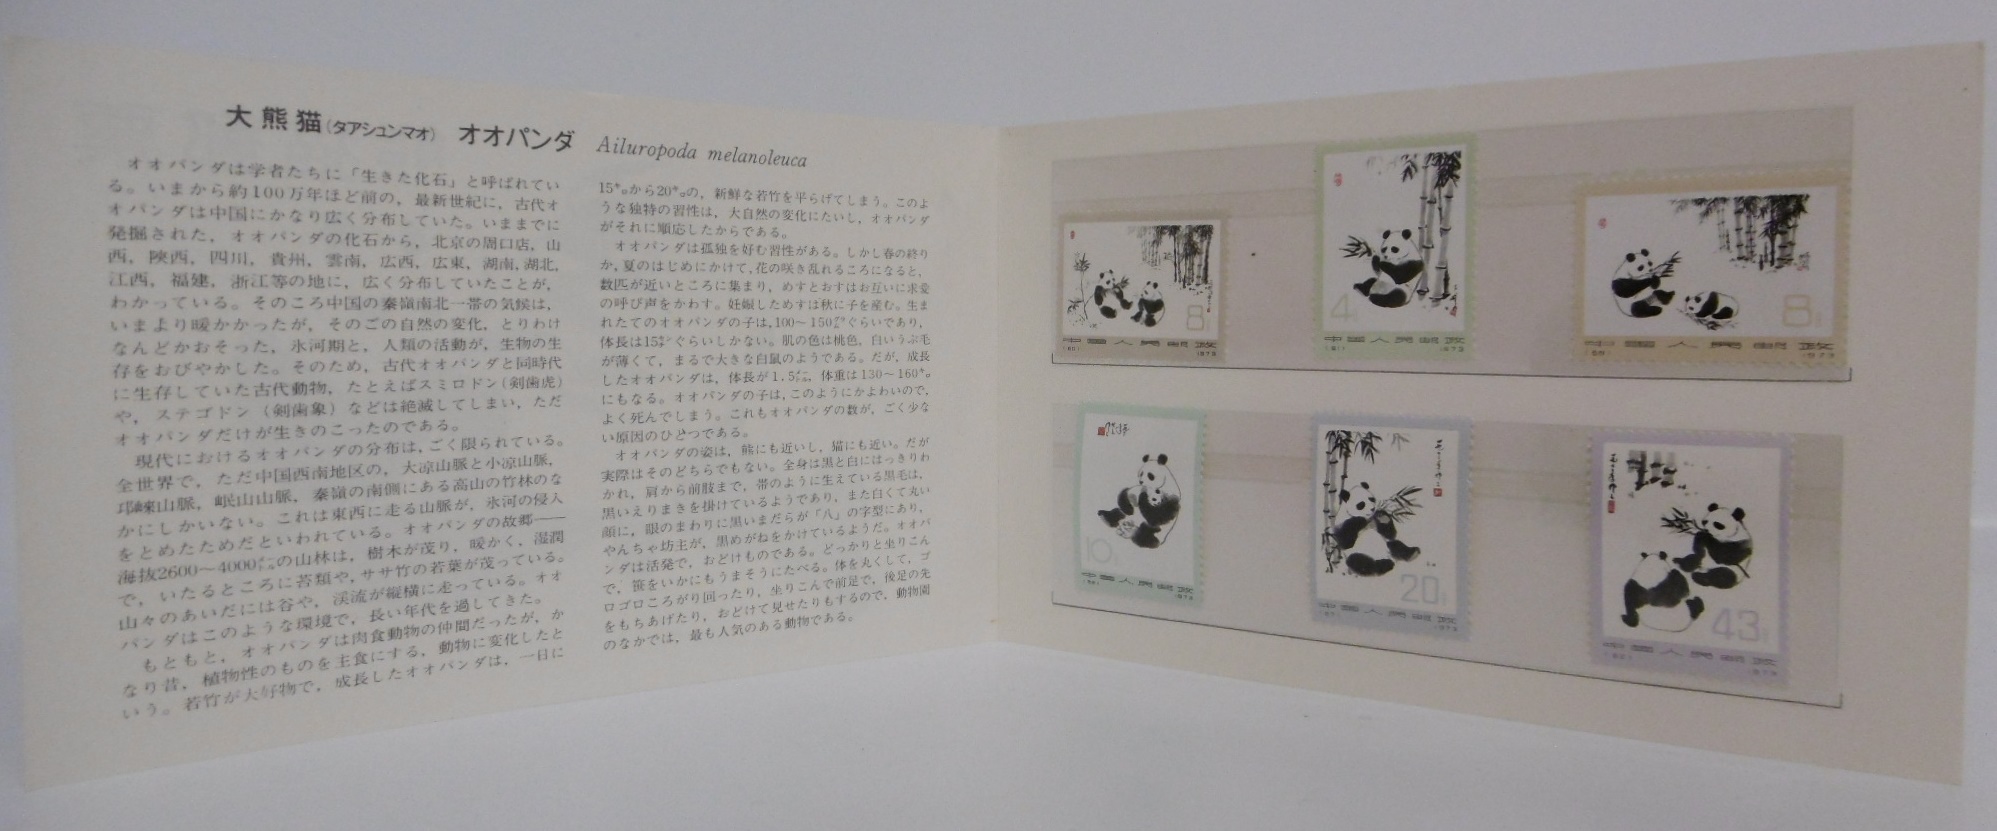 大熊猫(タアシュンマオ) オオパンダ Ailuropoda melanoleuca
オオパンダは学者たちに「生きた化石」と呼ばれてい
る。いまから約100万年ほど前の，最新世紀に，古代オ
オパンダは中国にかなり広く分布していた。いままでに
発掘された，オオパンダの化石から，北京の周口店，山
西，陝西，四川，貴州，雲南，広西，広東，湖南，湖北，
江西，福建，浙江等の地に，広く分布していたことが，
わかっている。そのころ中国の秦嶺南北一帯の気候は，
いまより暖かかったが，そのごの自然の変化，とりわけ
なんどかおそった，氷河期と，人類の活動が，生物の生
存をおびやかした。そのため，古代オオパンダと同時代
に生存していた古代動物，たとえばスミロドン(剣歯虎)
や，ステゴドン（剣歯象）などは絶滅してしまい，ただ
オオパンダだけが生きのこったのである。
現代におけるオオパンダの分布は，ごく限られている。
全世界で，ただ中国西南地区の，大凉山脈と小凉山脈，
邛崍山脈，岷山山脈，秦嶺の南側にある高山の竹林のな
かにしかいない。これは東西に走る山脈が，氷河の侵入
をとめたためだといわれている。オオパンダの故郷――
海抜2600～4000㍍の山林は，樹木が茂り，暖かく，湿潤
で，いたるところに苔類や，ササ竹の若葉が茂っている。
山々のあいだには谷や，渓流が縦横に走っている。オオ
パンダはこのような環境で，長い年代を過してきた。
もともと，オオパンダは肉食動物の仲間だったが，か
なり昔，植物性のものを主食にする，動物に変化したと
いう。若竹が大好物で，成長したオオパンダは，一日に
15㌔から20㌔の，新鮮な若竹を平らげてしまう。このよ
うな独特の習性は，大自然の変化にたいし，オオパンダ
がそれに順応したからである。
オオパンダは孤独を好む習性がある。しかし春の終り
か，夏のはじめにかけて，花の咲き乱れるころになると，
数匹が近いところに集まり，めすとおすはお互いに求愛
の呼び声をかわす。妊娠しためすは秋に子を産む。生ま
れたてのオオパンダの子は，100～150㌘ぐらいであり，
体長は15㌢ぐらいしかない。肌の色は桃色，白いうぶ毛
が薄くて，まるで大きな白鼠のようである。だが，成長
したオオパンダは，体長が1.5㍍，体重は130～160㌔
にもなる。オオパンダの子は，このようにかよわいので，
よく死んでしまう。これもオオパンダの数が，ごく少な
い原因のひとつである。
オオパンダの姿は，熊にも近いし，猫にも近い。だが
実際はそのどちらでもない。全身は黒と白にはっきりわ
かれ，肩から前肢まで，帯のように生えている黒毛は，
黒いえりまきを掛けているようであり，また白くて丸い
顔に，眼のまわりに黒いまだらが「八」の字型にあり，
やんちゃ坊主が，黒めがねをかけているようだ。オオパ
ンダは活発で，おどけものである。どっかりと坐りこん
で，笹をいかにもうまそうにたべる。体を丸くして，ゴ
ロゴロころがり回ったり，坐りこんで前足で，後足の先
をもちあげたり，おどけて見せたりもするので，動物園
のなかでは，最も人気のある動物である。
8分
中国人民邮政
1973
4分
中国人民邮政
1973
8分
中国人民邮政
1973
10分
中国人民邮政
1973
20分
中国人民邮政
1973
43分
中国人民邮政
1973